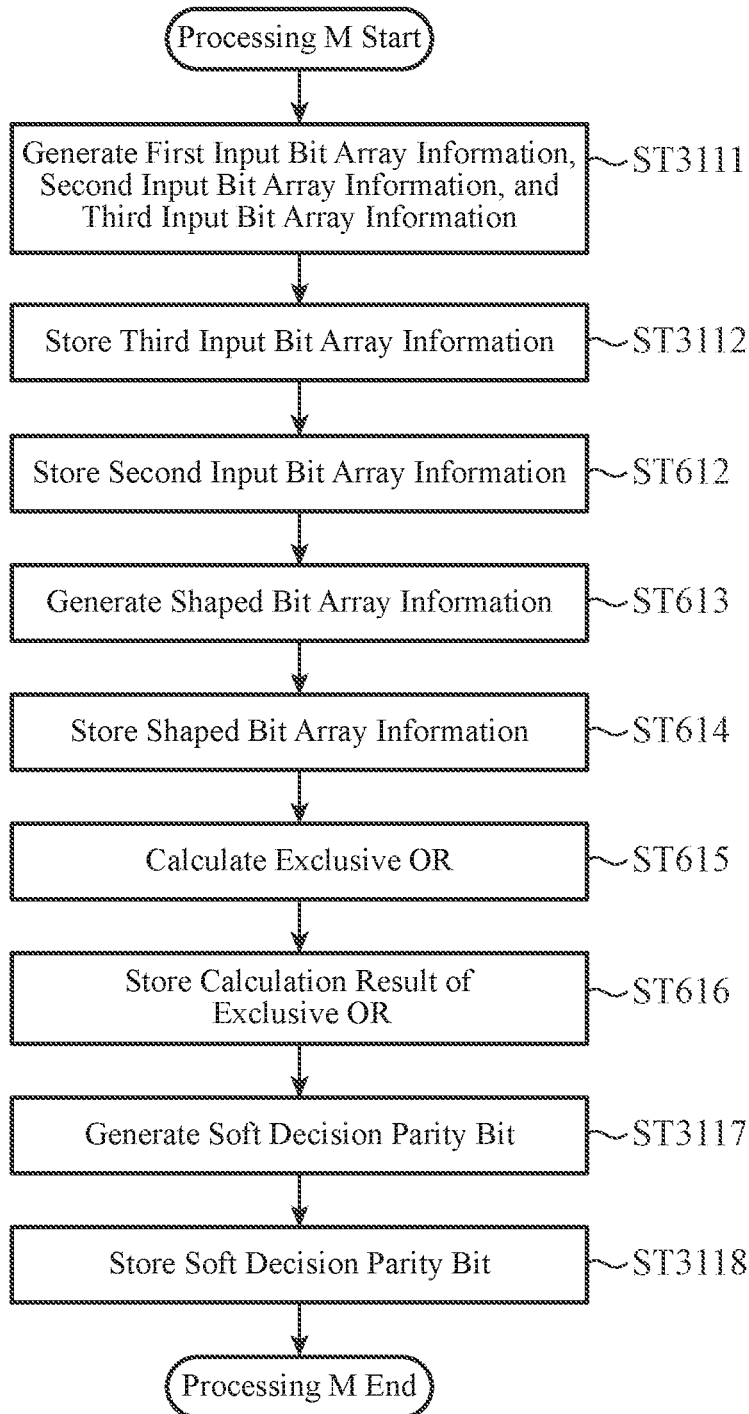 Processing M Start
Generate First Input Bit Array Information,
Second Input Bit Array Information, and
Third Input Bit Array Information
ST3111
Store Third Input Bit Array Information
ST3112
Store Second Input Bit Array Information
ST612
Generate Shaped Bit Array Information
ST613
Store Shaped Bit Array Information
ST614
Calculate Exclusive OR
ST615
Store Calculation Result of
Exclusive OR
ST616
Generate Soft Decision Parity Bit
ST3117
Store Soft Decision Parity Bit
ST3118
Processing M End